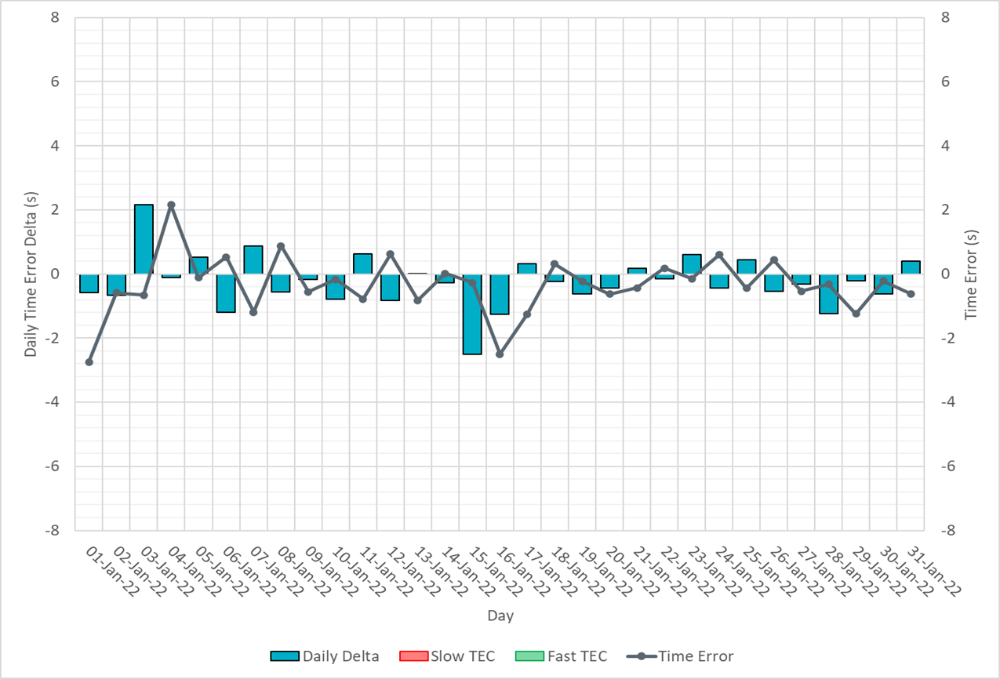 8
6
4
2
0
-2
-4
-6
-8
Daily Time Error Delta (s)
8
6
4
2
0
-2
-4
-6
-8
Time Error (s)
01-Jan-22
02-Jan-22
03-Jan-22
04-Jan-22
05-Jan-22
06-Jan-22
07-Jan-22
08-Jan-22
09-Jan-22
10-Jan-22
11-Jan-22
12-Jan-22
13-Jan-22
14-Jan-22
15-Jan-22
16-Jan-22
17-Jan-22
18-Jan-22
19-Jan-22
20-Jan-22
21-Jan-22
22-Jan-22
23-Jan-22
24-Jan-22
25-Jan-22
26-Jan-22
27-Jan-22
28-Jan-22
29-Jan-22
30-Jan-22
31-Jan-22
Day
Daily Delta Slow TEC Fast TEC Time Error